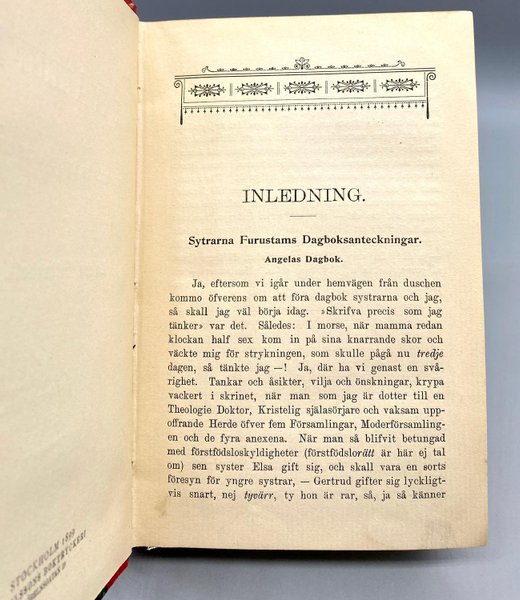 INLEDNING.
Sytrarna Furustams Dagboksanteckningar.
Angelas Dagbok.
Ja, eftersom vi igår under hemvägen från duschen
kommo öfverens om att föra dagbok systrarna och jag,
så skall jag väl börja idag. »Skrifva precis som jag
tänker» var det. Således: I morse, när mamma redan
klockan half sex kom in på sina knarrande skor och
väckte mig för strykningen, som skulle pågå nu tredje
dagen, så tänkte jag —! Ja, där ha vi genast en svå-
righet. Tankar och åsikter, vilja och önskningar, krypa
vackert i skrinet, när man som jag är dotter till en
Theologie Doktor, Kristelig själasörjare och vaksam upp-
offrande Herde öfver fem Församlingar, Moderförsamling-
en och de fyra anexena. När man så blifvit betungad
med förstfödsloskyldigheter (förstfödslorätt är här ej tal
om) sen syster Elsa gift sig, och skall vara en sorts
föresyn för yngre systrar, — Gertrud gifter sig lyckligt-
vis snart, nej tyvärr, ty hon är rar, så, ja så känner
STOCKHOLM 1899
BOKTRYCKERI